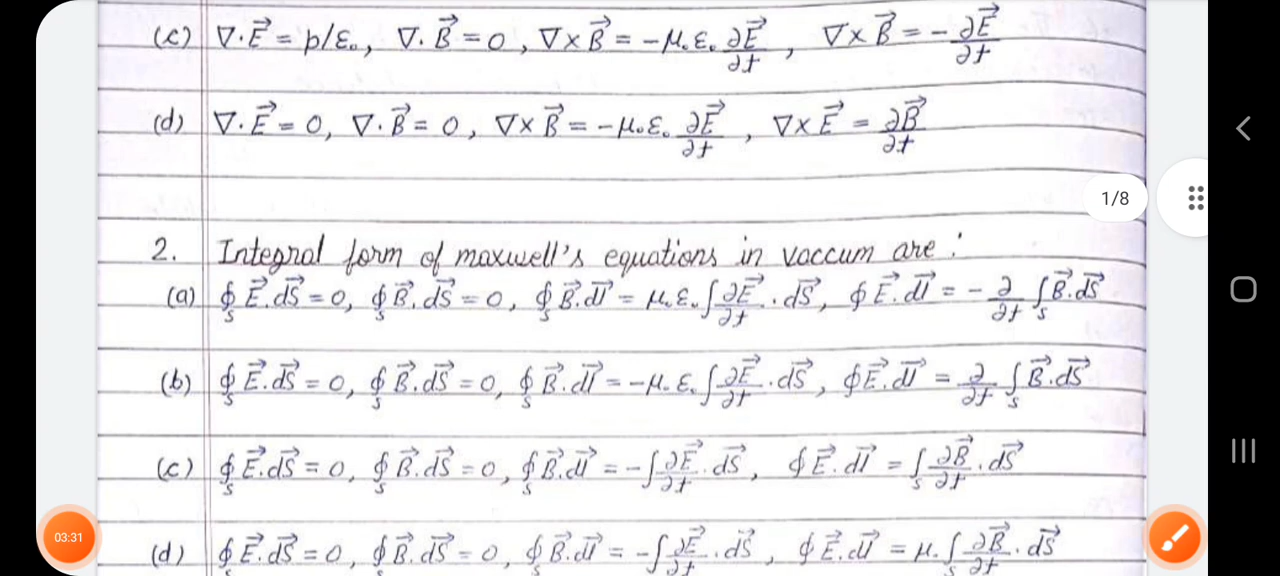 (c) ∇·E⃗ = p/ε₀, ∇·B⃗ = 0, ∇×B⃗ = -μ₀ε₀ ∂E⃗/∂t, ∇×B⃗ = -∂E⃗/∂t
(d) ∇·E⃗ = 0, ∇·B⃗ = 0, ∇×B⃗ = -μ₀ε₀ ∂E⃗/∂t, ∇×E⃗ = ∂B⃗/∂t
1/8
2. Integral form of maxwell's equations in vaccum are :
(a) ∮ₛ E⃗.dS⃗ = 0, ∮ₛ B⃗.dS⃗ = 0, ∮ₛ B⃗.dl⃗ = μ₀ε₀ ∫ ∂E⃗/∂t . dS⃗, ∮ E⃗.dl⃗ = - ∂/∂t ∫ₛ B⃗.dS⃗
(b) ∮ₛ E⃗.dS⃗ = 0, ∮ₛ B⃗.dS⃗ = 0, ∮ₛ B⃗.dl⃗ = -μ₀ε₀ ∫ ∂E⃗/∂t . dS⃗, ∮ E⃗.dl⃗ = ∂/∂t ∫ₛ B⃗.dS⃗
(c) ∮ₛ E⃗.dS⃗ = 0, ∮ₛ B⃗.dS⃗ = 0, ∮ₛ B⃗.dl⃗ = -∫ ∂E⃗/∂t . dS⃗, ∮ E⃗.dl⃗ = ∫ₛ ∂B⃗/∂t . dS⃗
03:31
(d) ∮ₛ E⃗.dS⃗ = 0, ∮ₛ B⃗.dS⃗ = 0, ∮ₛ B⃗.dl⃗ = -∫ ∂E⃗/∂t . dS⃗, ∮ E⃗.dl⃗ = μ₀ ∫ₛ ∂B⃗/∂t . dS⃗